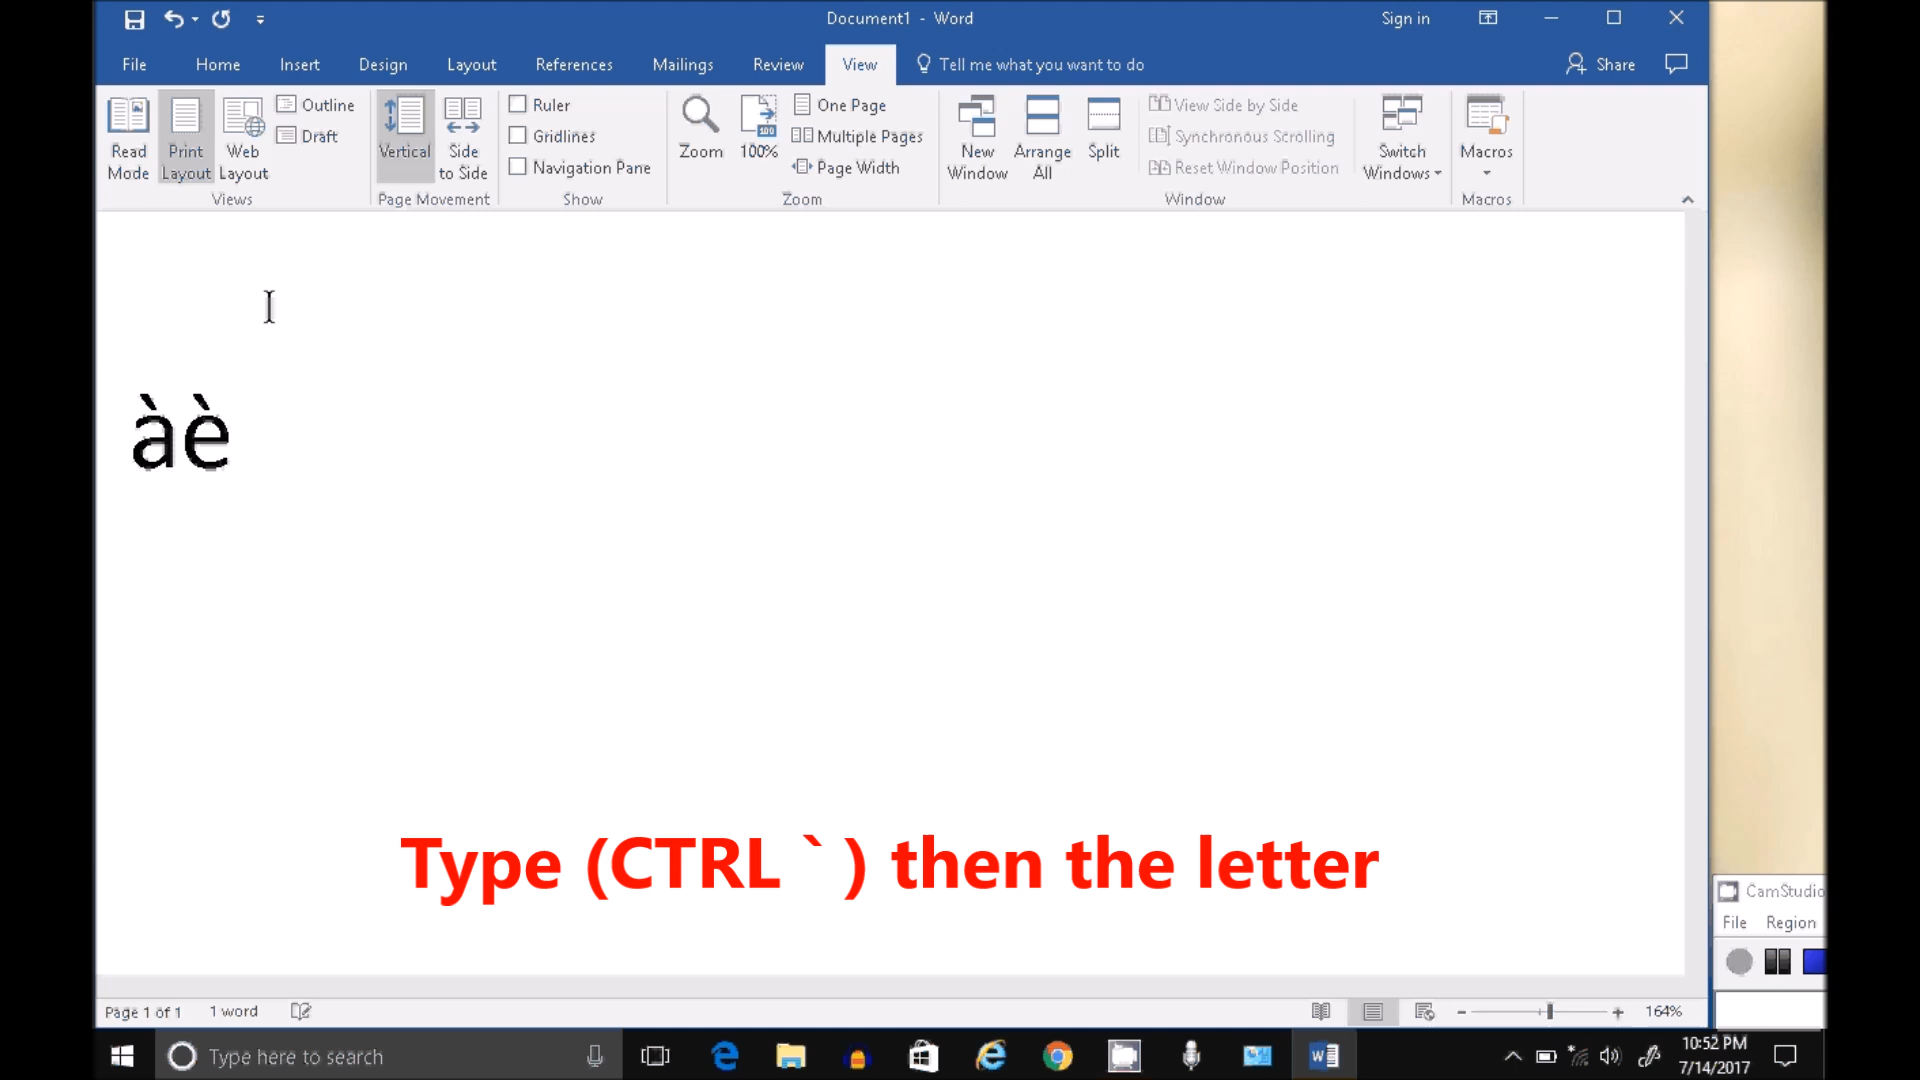 Document1 - Word
Sign in
File Home Insert Design Layout References Mailings Review View Tell me what you want to do Share
Read Mode
Print Layout
Web Layout
Outline
Draft
Views
Vertical
Side to Side
Page Movement
Ruler
Gridlines
Navigation Pane
Show
Zoom
100
100%
One Page
Multiple Pages
Page Width
Zoom
New Window
Arrange All
Split
View Side by Side
Synchronous Scrolling
Reset Window Position
Window
Switch Windows
Macros
Macros
àè
Type (CTRL ` ) then the letter
CamStudio
File Region
Page 1 of 1 1 word
164%
Type here to search
10:52 PM
7/14/2017